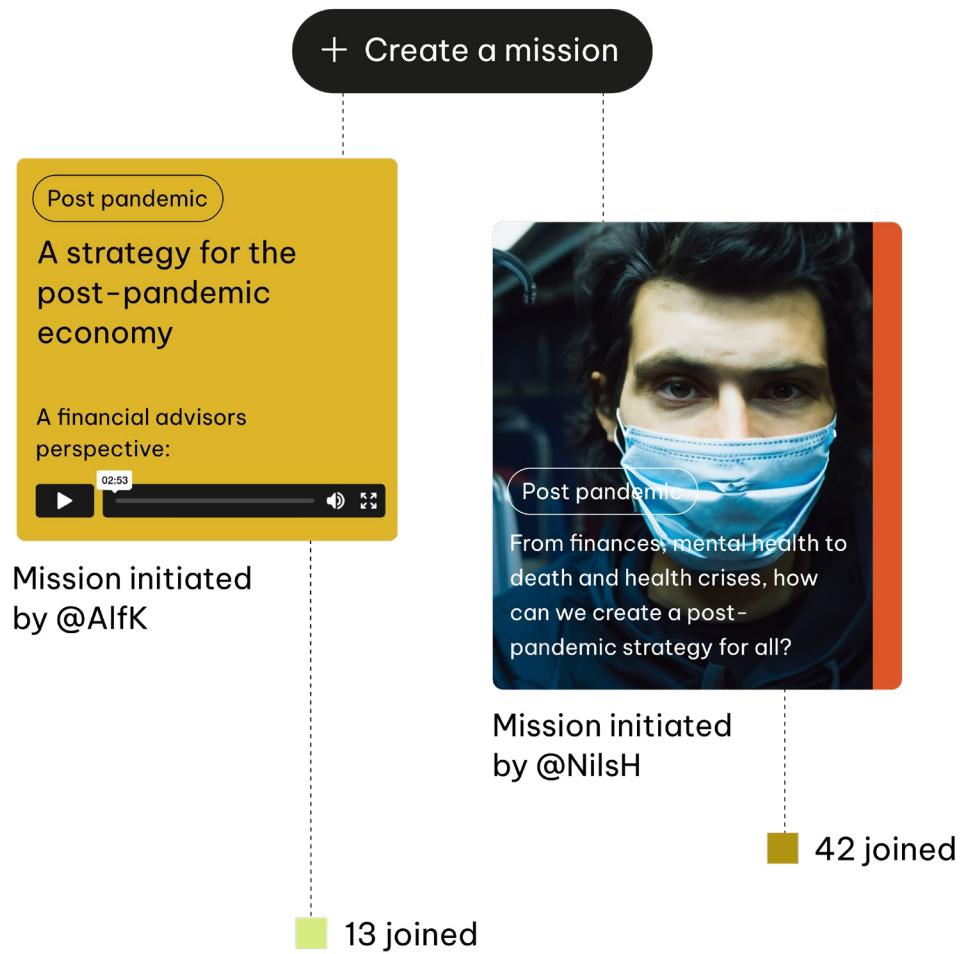 + Create a mission
Post pandemic
A strategy for the
post-pandemic
economy
A financial advisors
perspective:
02:53
Mission initiated
by @AlfK
13 joined
Post pandemic
From finances, mental health to
death and health crises, how
can we create a post-
pandemic strategy for all?
Mission initiated
by @NilsH
42 joined